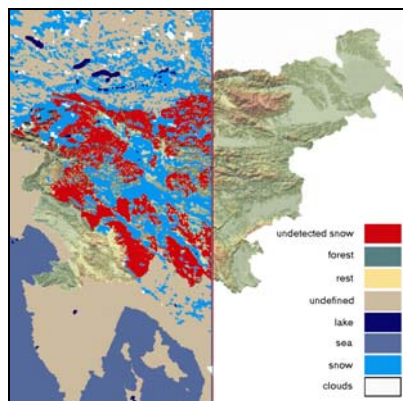 undetected snow
forest
rest
undefined
lake
sea
snow
clouds